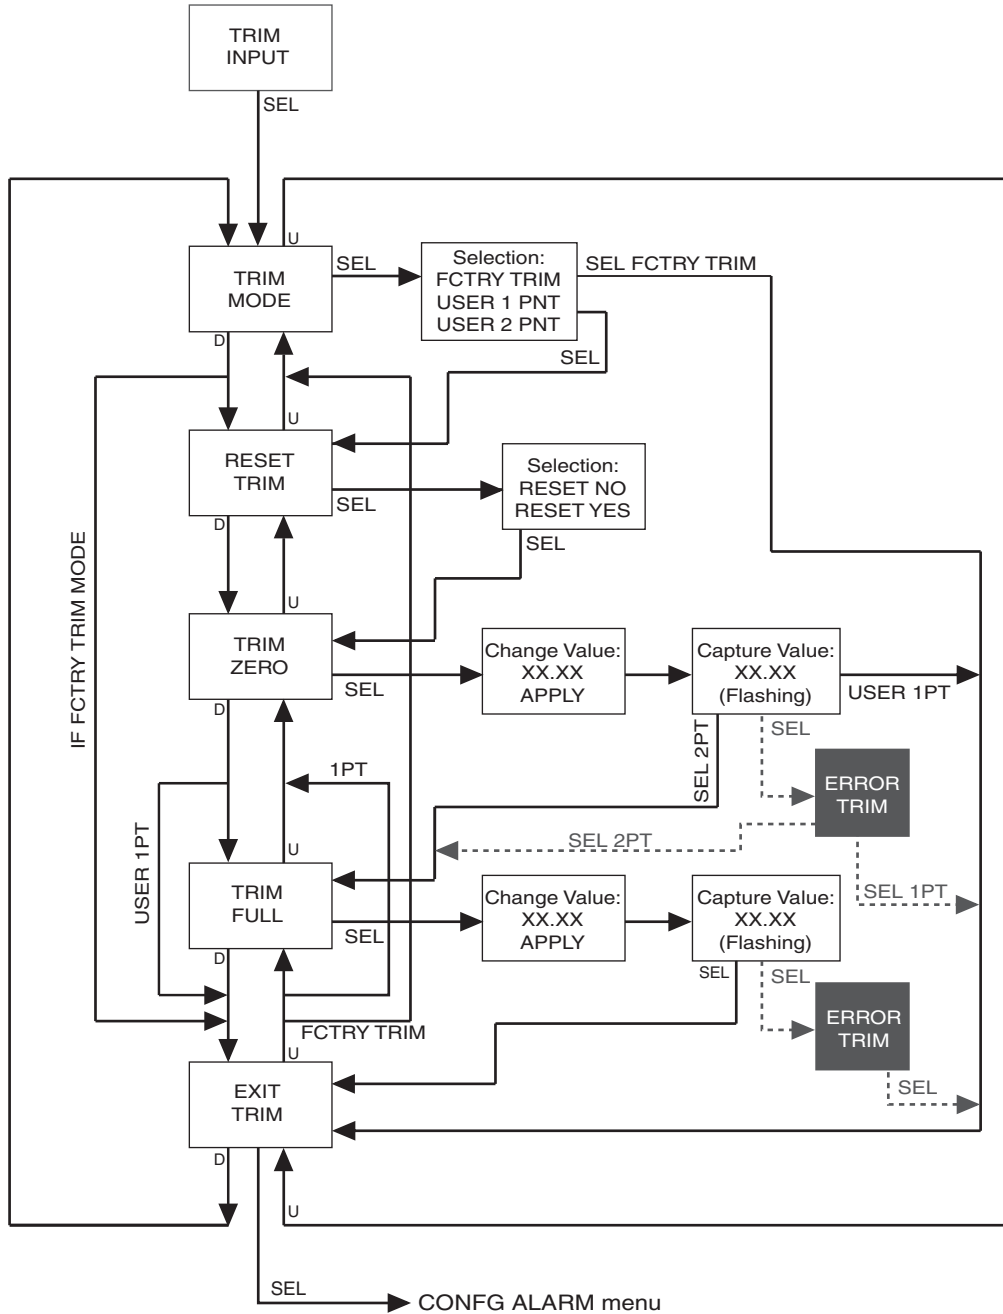 TRIM
INPUT
SEL
U
TRIM
MODE
SEL
Selection:
FCTRY TRIM
USER 1 PNT
USER 2 PNT
SEL FCTRY TRIM
SEL
D
U
RESET
TRIM
SEL
Selection:
RESET NO
RESET YES
SEL
D
IF FCTRY TRIM MODE
U
TRIM
ZERO
SEL
Change Value:
XX.XX
APPLY
Capture Value:
XX.XX
(Flashing)
USER 1PT
D
SEL 2PT
SEL
1PT
ERROR
TRIM
USER 1PT
SEL 2PT
U
TRIM
FULL
SEL
Change Value:
XX.XX
APPLY
Capture Value:
XX.XX
(Flashing)
SEL 1PT
D
SEL
SEL
ERROR
TRIM
FCTRY TRIM
U
EXIT
TRIM
SEL
D
U
SEL
CONFG ALARM menu